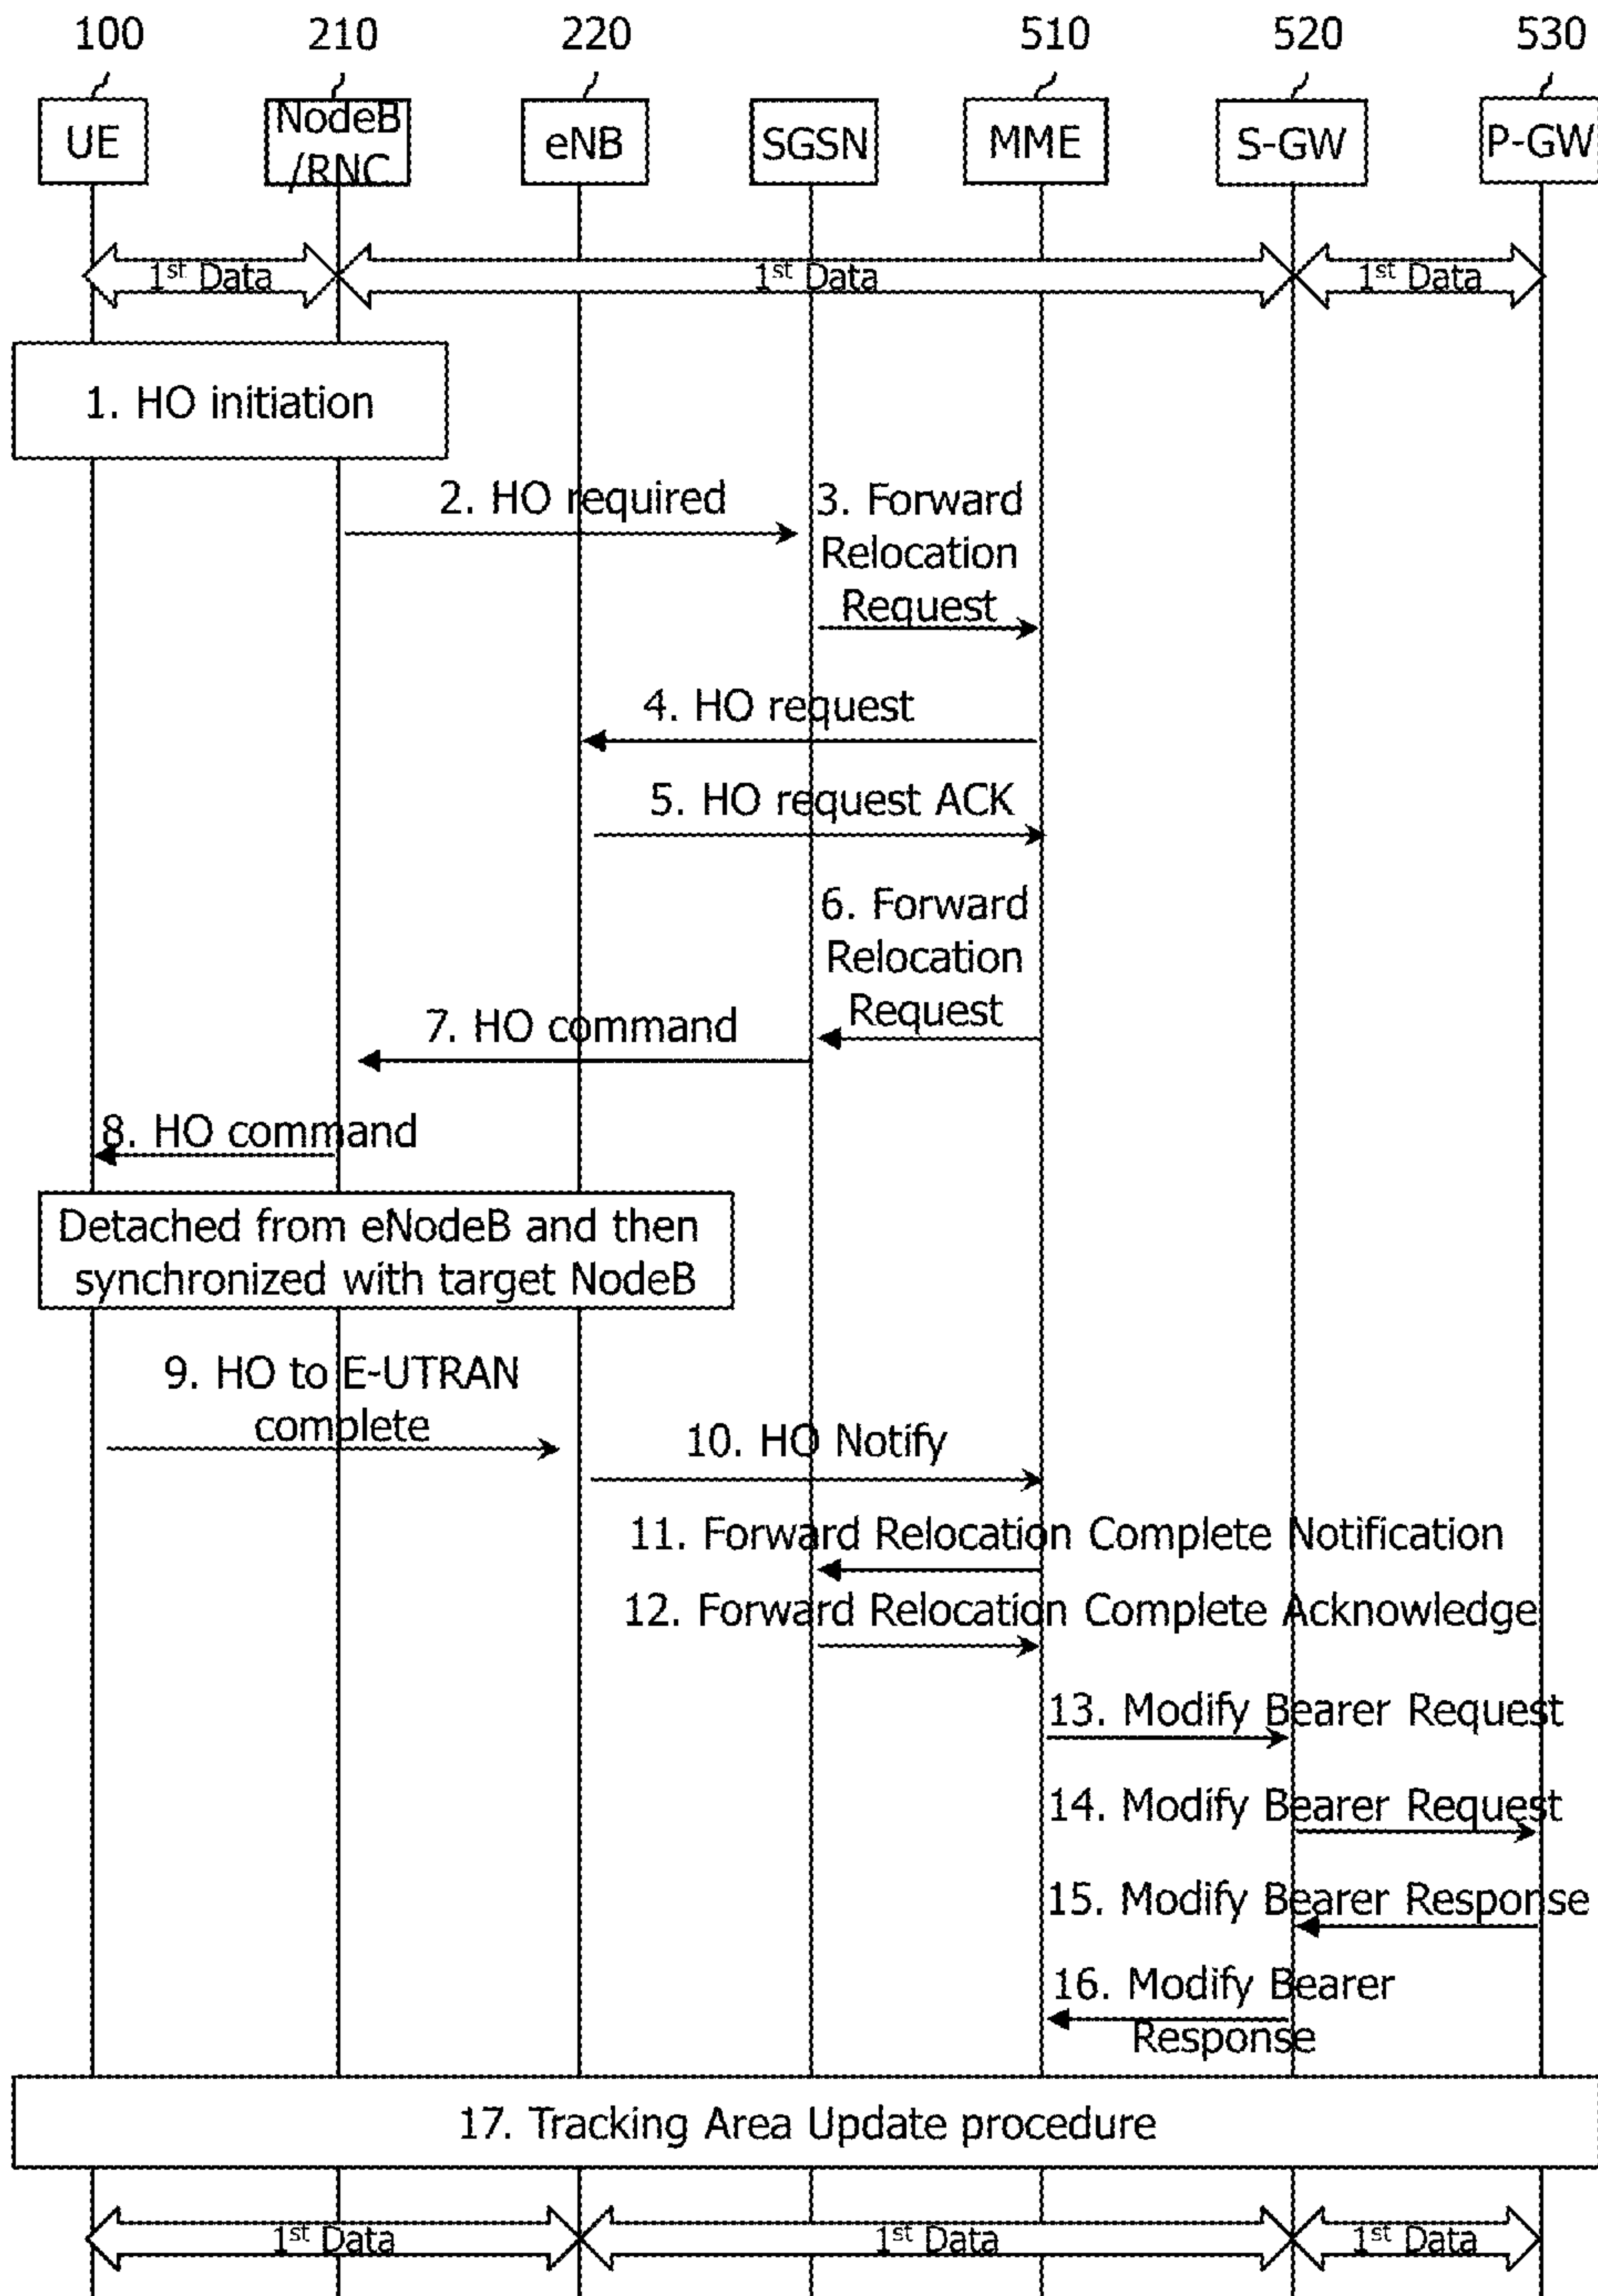 100 210 220 510 520 530
UE NodeB eNB SGSN MME S-GW P-GW
/RNC
1st Data 1st Data 1st Data
1. HO initiation
2. HO required
3. Forward
Relocation
Request
4. HO request
5. HO request ACK
6. Forward
Relocation
Request
7. HO command
8. HO command
Detached from eNodeB and then
synchronized with target NodeB
9. HO to E-UTRAN
complete
10. HO Notify
11. Forward Relocation Complete Notification
12. Forward Relocation Complete Acknowledge
13. Modify Bearer Request
14. Modify Bearer Request
15. Modify Bearer Response
16. Modify Bearer
Response
17. Tracking Area Update procedure
1st Data 1st Data 1st Data